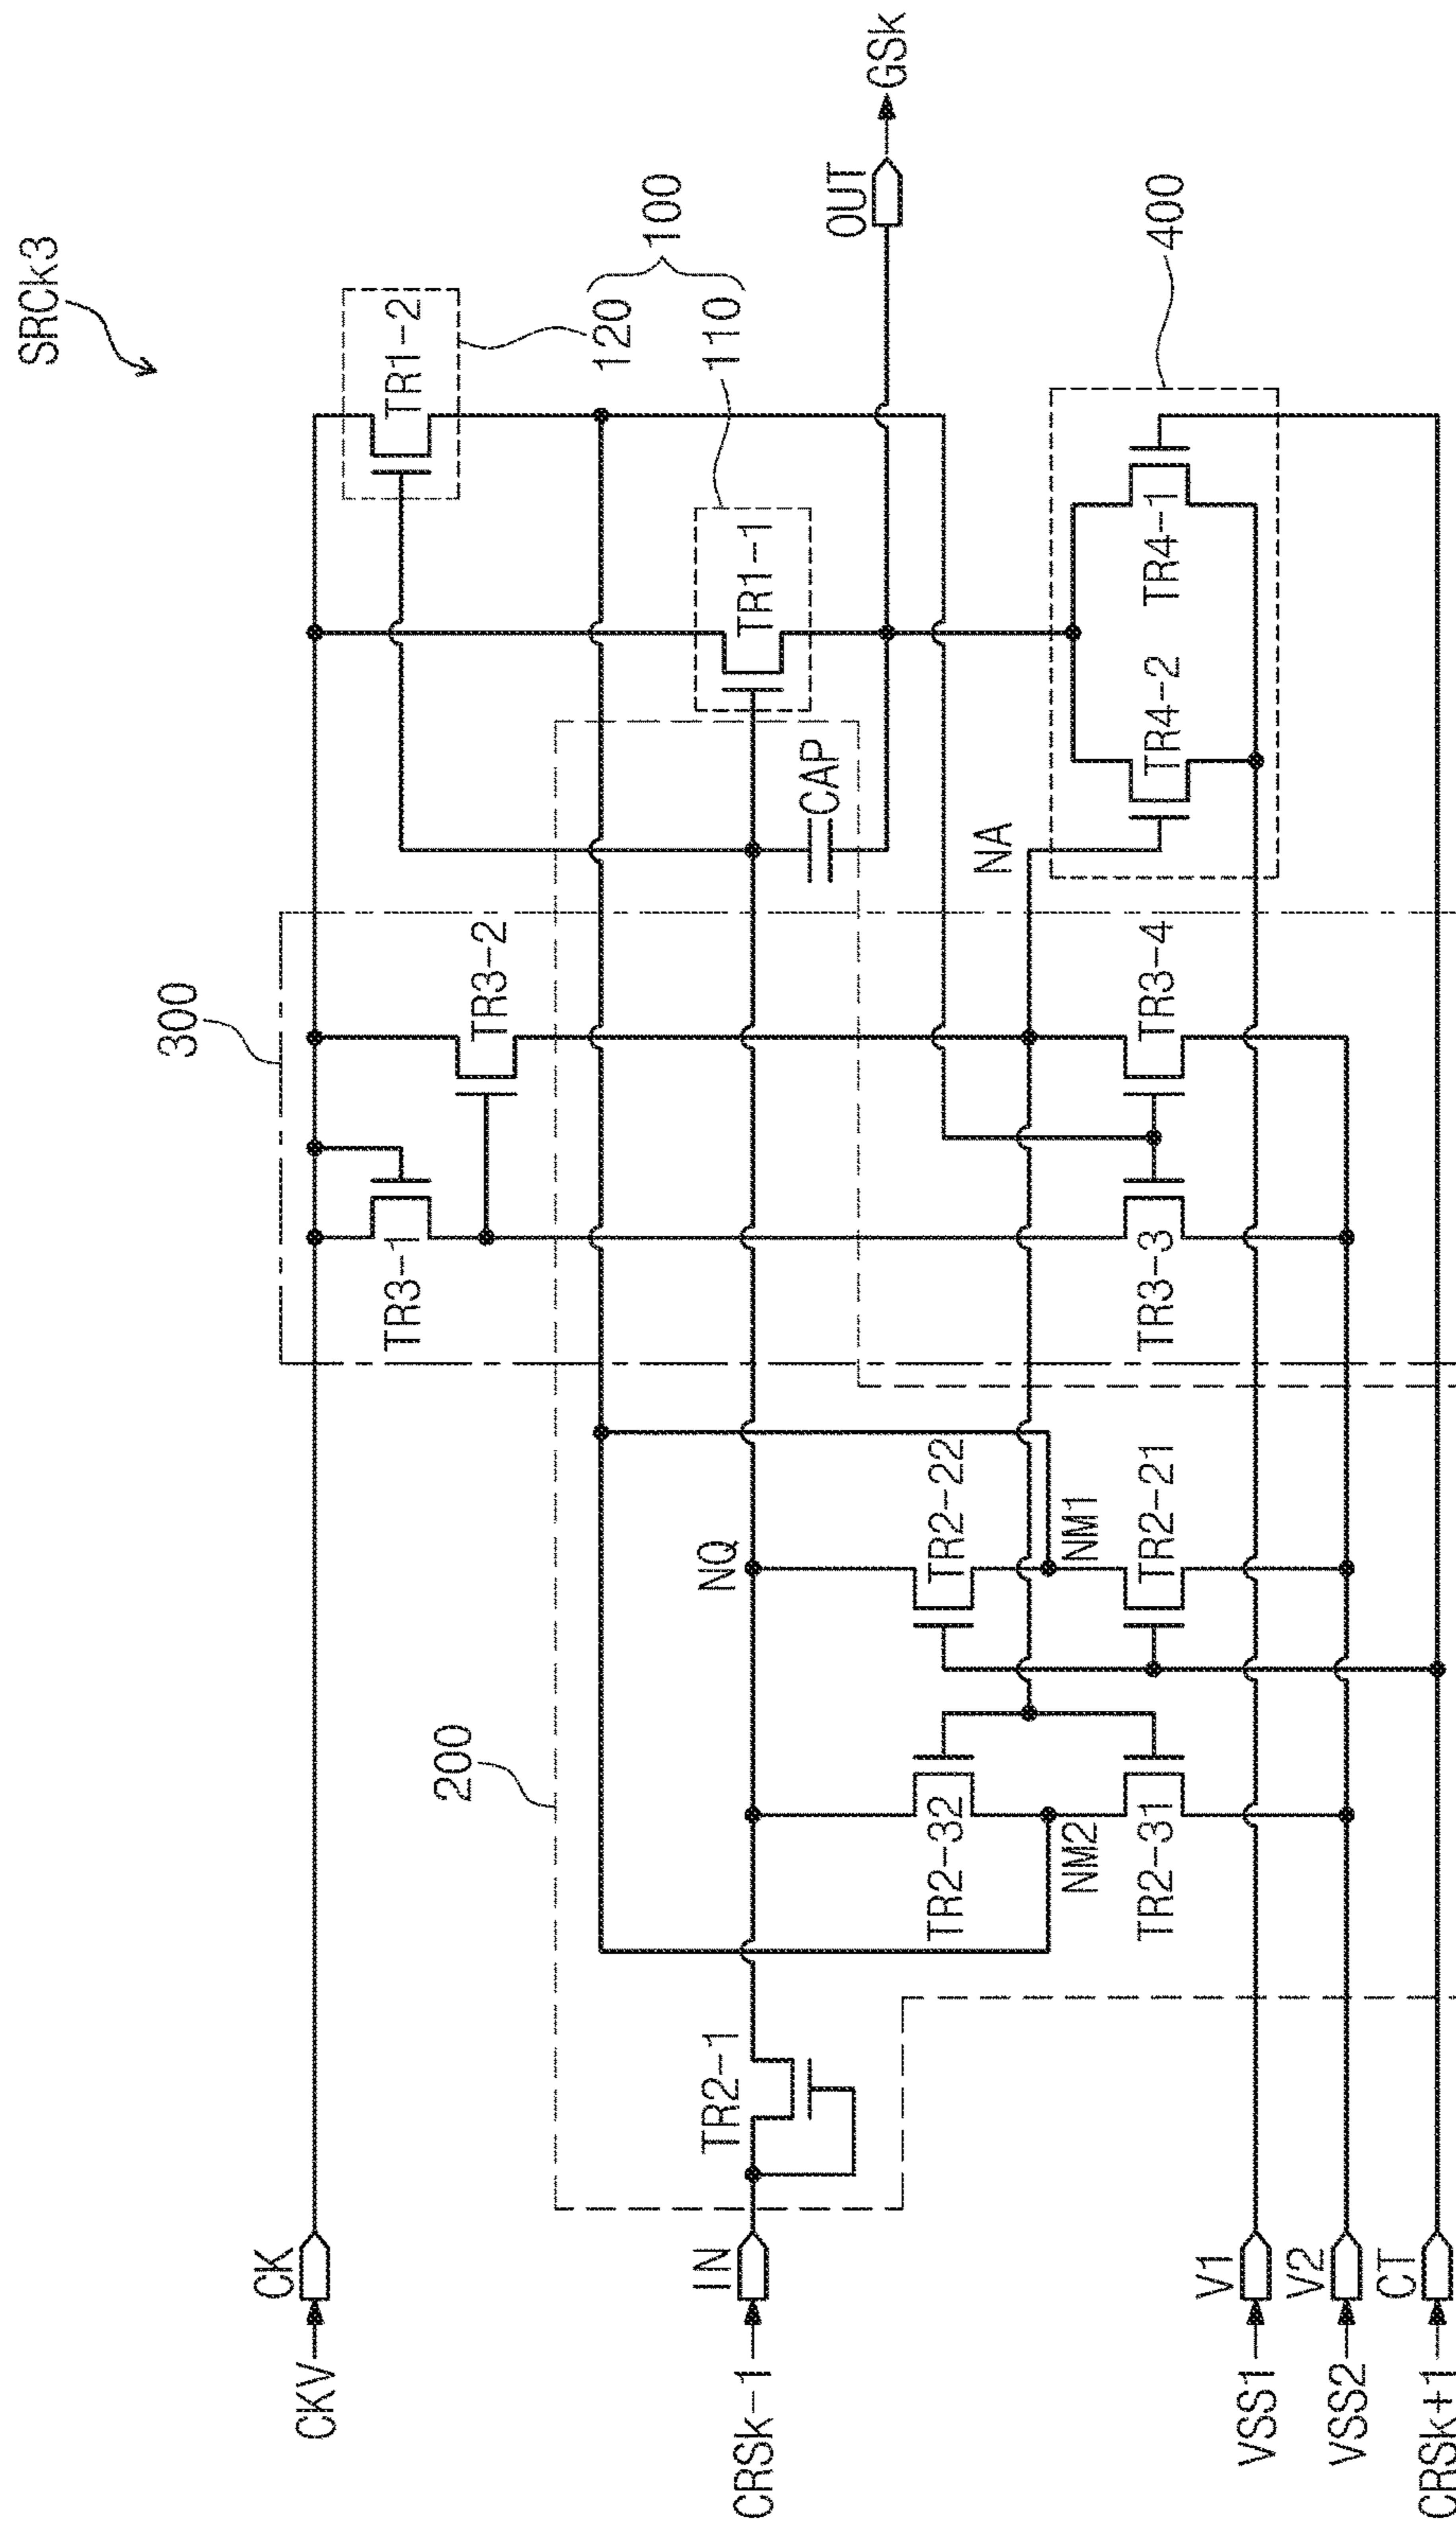 SRCk3
300
200
120
110
100
400
CKV
CK
CRSk-1
IN
VSS1
V1
VSS2
V2
CRSk+1
CT
TR1-2
TR1-1
TR3-1
TR3-2
TR2-1
NQ
CAP
OUT
GSk
TR2-32
TR2-22
NM2
NM1
TR2-31
TR2-21
TR3-3
TR3-4
NA
TR4-2
TR4-1